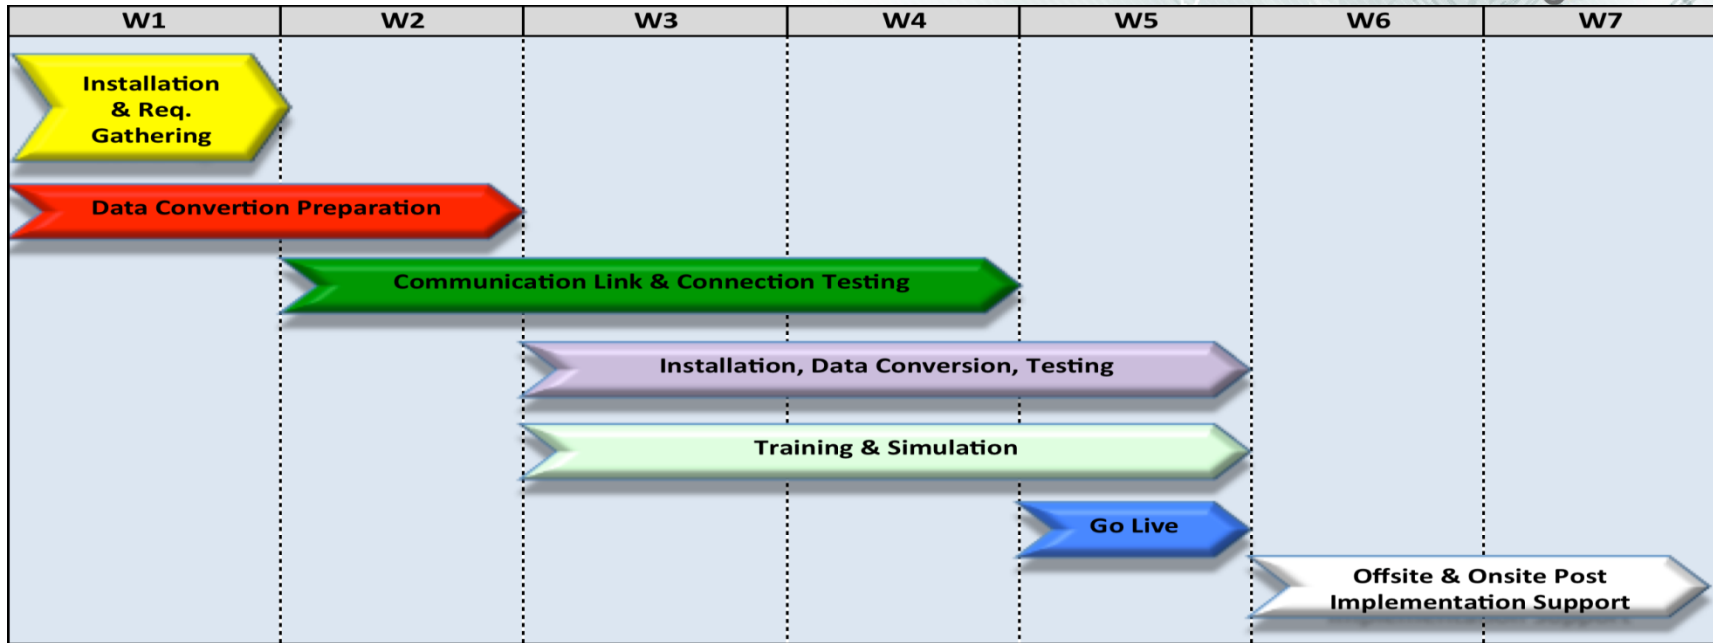 W1 W2 W3 W4 W5 W6 W7
Installation
& Req.
Gathering
Data Convertion Preparation
Communication Link & Connection Testing
Installation, Data Conversion, Testing
Training & Simulation
Go Live
Offsite & Onsite Post
Implementation Support